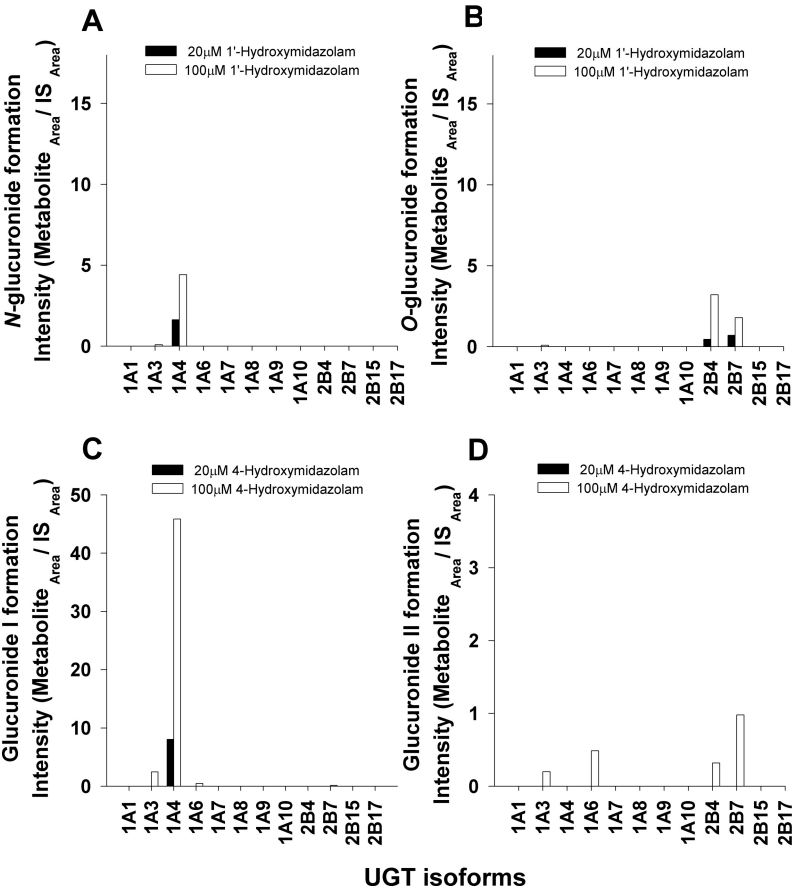 A
20µM 1'-Hydroxymidazolam
100µM 1'-Hydroxymidazolam
N-glucuronide formation
Intensity (Metabolite Area/ IS Area)
15
10
5
0
1A1 1A3 1A4 1A6 1A7 1A8 1A9 1A10 2B4 2B7 2B15 2B17
B
20µM 1'-Hydroxymidazolam
100µM 1'-Hydroxymidazolam
O-glucuronide formation
Intensity (Metabolite Area/ IS Area)
15
10
5
0
1A1 1A3 1A4 1A6 1A7 1A8 1A9 1A10 2B4 2B7 2B15 2B17
C
20µM 4-Hydroxymidazolam
100µM 4-Hydroxymidazolam
Glucuronide I formation
Intensity (Metabolite Area/ IS Area)
50
40
30
20
10
0
1A1 1A3 1A4 1A6 1A7 1A8 1A9 1A10 2B4 2B7 2B15 2B17
D
20µM 4-Hydroxymidazolam
100µM 4-Hydroxymidazolam
Glucuronide II formation
Intensity (Metabolite Area/ IS Area)
4
3
2
1
0
1A1 1A3 1A4 1A6 1A7 1A8 1A9 1A10 2B4 2B7 2B15 2B17
UGT isoforms